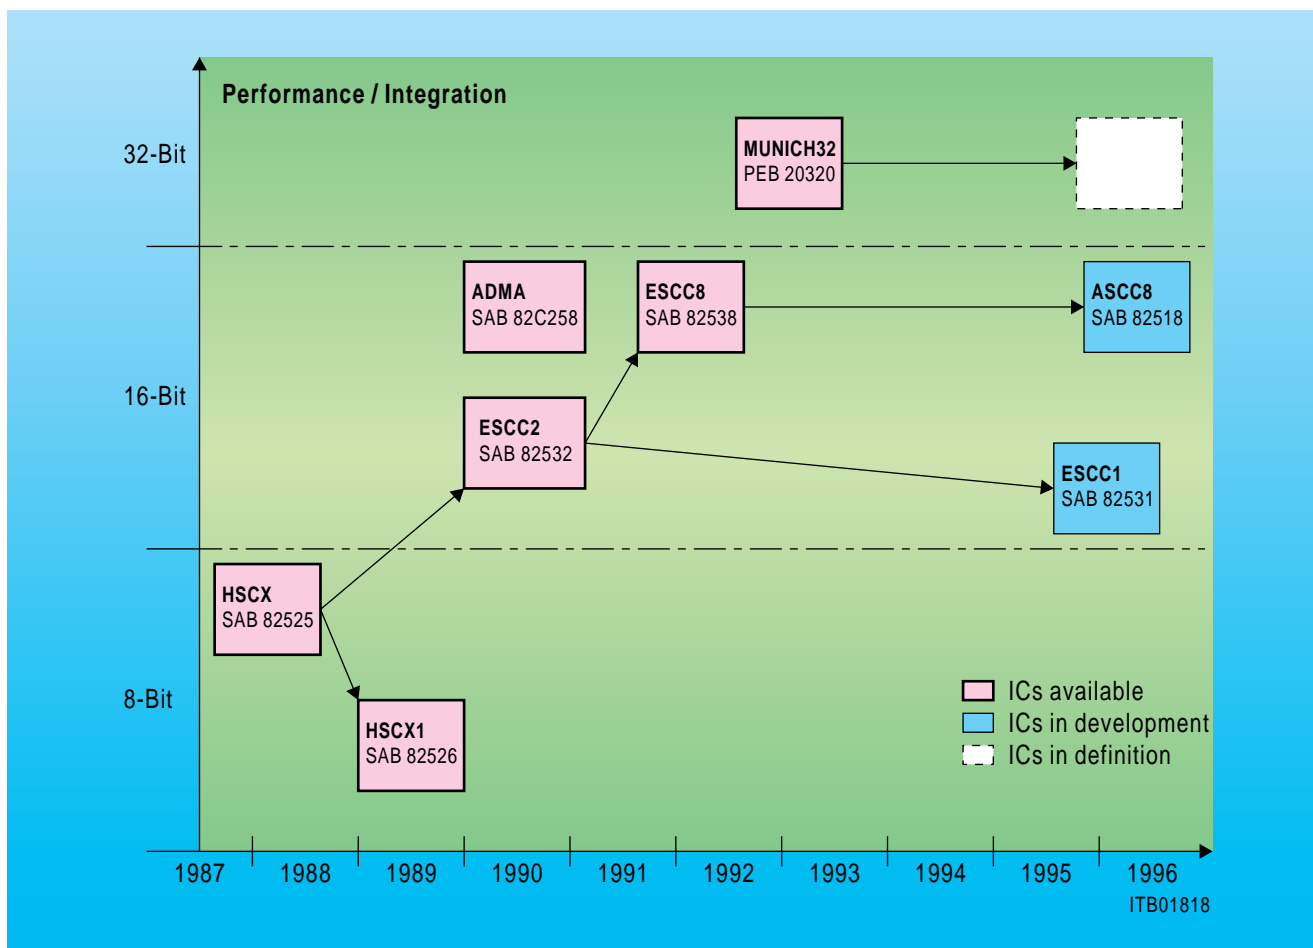 Performance / Integration
32-Bit
MUNICH32
PEB 20320
ADMA
SAB 82C258
ESCC8
SAB 82538
ASCC8
SAB 82518
16-Bit
ESCC2
SAB 82532
ESCC1
SAB 82531
HSCX
SAB 82525
8-Bit
HSCX1
SAB 82526
ICs available
ICs in development
ICs in definition
1987 1988 1989 1990 1991 1992 1993 1994 1995 1996
ITB01818